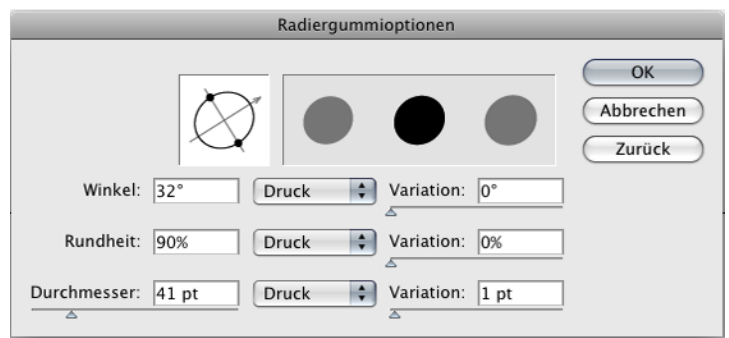 Radiergummioptionen
OK
Abbrechen
Zurück
Winkel: 32° Druck Variation: 0°
Rundheit: 90% Druck Variation: 0%
Durchmesser: 41 pt Druck Variation: 1 pt